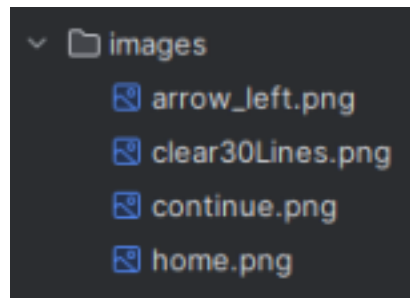 images
arrow_left.png
clear30Lines.png
continue.png
home.png